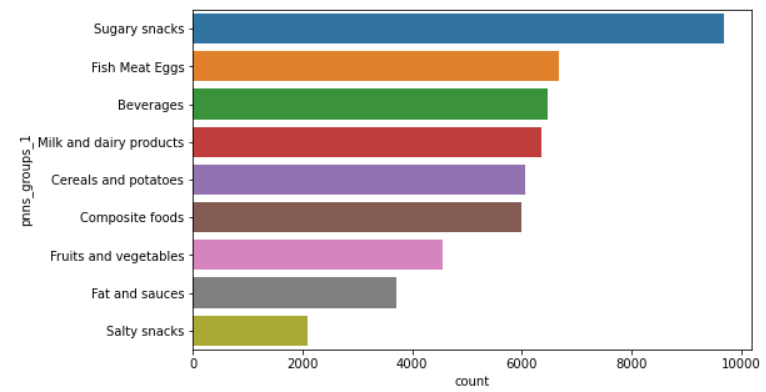 Sugary snacks
Fish Meat Eggs
Beverages
Milk and dairy products
Cereals and potatoes
Composite foods
Fruits and vegetables
Fat and sauces
Salty snacks
pnns_groups_1
0 2000 4000 6000 8000 10000
count